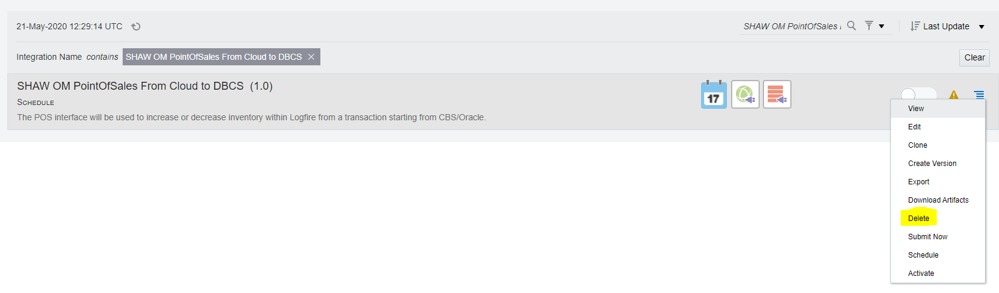 21-May-2020 12:29:14 UTC
SHAW OM PointOfSales
Last Update
Integration Name contains SHAW OM PointOfSales From Cloud to DBCS
Clear
SHAW OM PointOfSales From Cloud to DBCS (1.0)
17
SCHEDULE
The POS interface will be used to increase or decrease inventory within Logfire from a transaction starting from CBS/Oracle.
View
Edit
Clone
Create Version
Export
Download Artifacts
Delete
Submit Now
Schedule
Activate